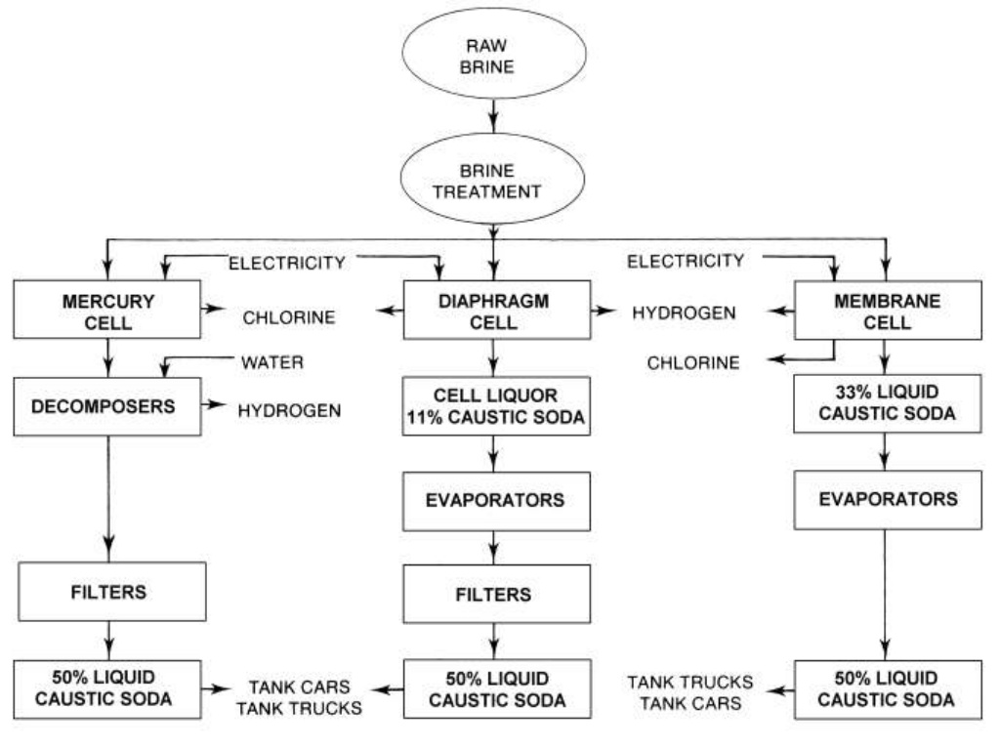 RAW
BRINE
BRINE
TREATMENT
ELECTRICITY
ELECTRICITY
MERCURY
CELL
CHLORINE
DIAPHRAGM
CELL
HYDROGEN
MEMBRANE
CELL
WATER
CHLORINE
DECOMPOSERS
HYDROGEN
CELL LIQUOR
11% CAUSTIC SODA
33% LIQUID
CAUSTIC SODA
EVAPORATORS
EVAPORATORS
FILTERS
FILTERS
50% LIQUID
CAUSTIC SODA
TANK CARS
TANK TRUCKS
50% LIQUID
CAUSTIC SODA
TANK TRUCKS
TANK CARS
50% LIQUID
CAUSTIC SODA